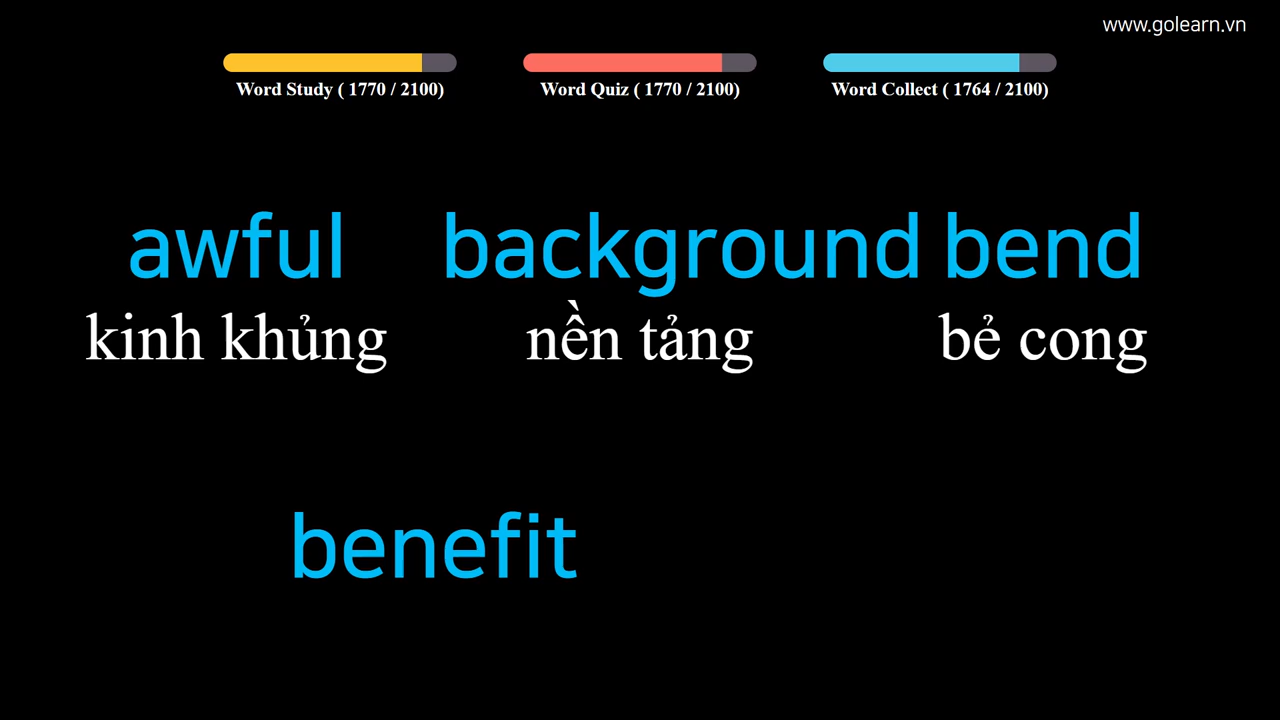 www.golearn.vn
Word Study ( 1770 / 2100) Word Quiz ( 1770 / 2100) Word Collect ( 1764 / 2100)
awful background bend
kinh khủng nền tảng bẻ cong
benefit